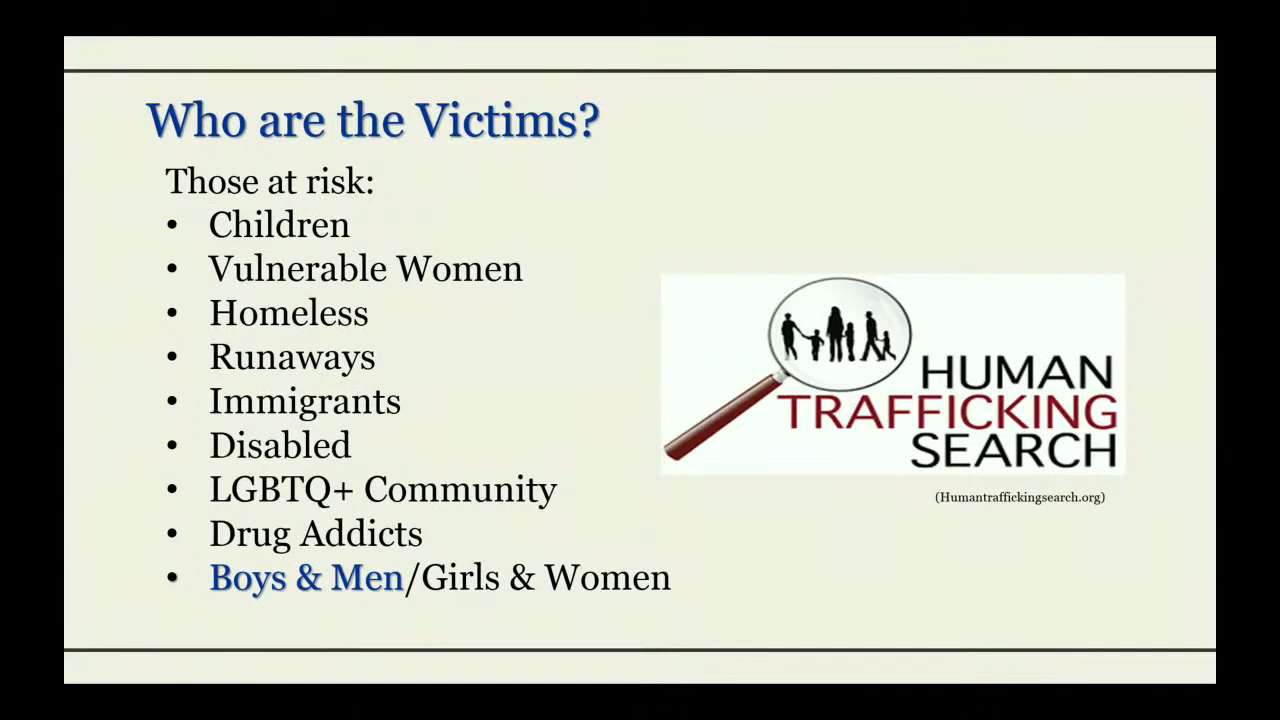 Who are the Victims?
Those at risk:
• Children
• Vulnerable Women
• Homeless
• Runaways
• Immigrants
• Disabled
• LGBTQ+ Community
• Drug Addicts
• Boys & Men/Girls & Women
HUMAN
TRAFFICKING
SEARCH
(Humantraffickingsearch.org)